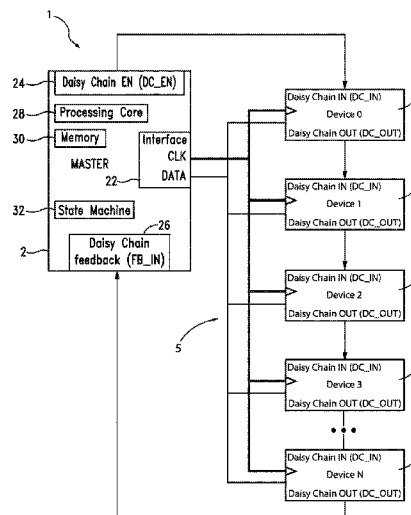 1
24
Daisy Chain EN (DC_EN)
28
Processing Core
30
Memory
MASTER
Interface
CLK
DATA
22
32
State Machine
26
2
Daisy Chain
feedback (FB_IN)
5
Daisy Chain IN (DC_IN)
Device 0
Daisy Chain OUT (DC_OUT)
Daisy Chain IN (DC_IN)
Device 1
Daisy Chain OUT (DC_OUT)
Daisy Chain IN (DC_IN)
Device 2
Daisy Chain OUT (DC_OUT)
Daisy Chain IN (DC_IN)
Device 3
Daisy Chain OUT (DC_OUT)
Daisy Chain IN (DC_IN)
Device N
Daisy Chain OUT (DC_OUT)